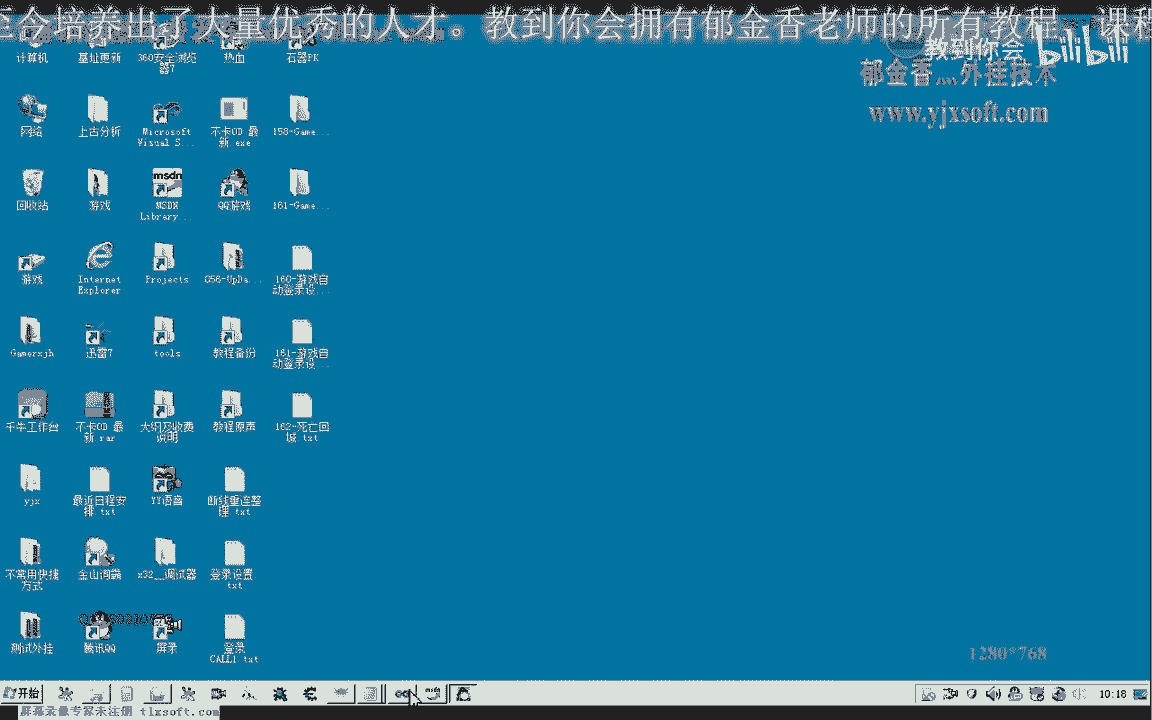 至今培养出了大量优秀的人才。教到你会拥有郁金香老师的所有教程、课程
教到你会 bilibili
郁金香灬外挂技术
www.yjxsoft.com
计算机
基址更新
360安全浏览
器7
热血
石器PK
网络
上古分析
Microsoft
Visual S...
不卡OD 最
新.exe
158-Game...
回收站
游戏
msdn
MSDN
Library...
QQ游戏
161-Game...
游戏
Internet
Explorer
Projects
056-UpDa...
160-游戏自
动登录设...
Gamerxjh
迅雷7
tools
教程备份
161-游戏自
动登录设...
千牛工作台
不卡OD 最
新.rar
大纲及收费
说明
教程原声
162-死亡回
城.txt
yjx
最近日程安
排.txt
YY语音
断线重连整
理.txt
不常用快捷
方式
金山词霸
x32__调试器
登录设置
.txt
测试外挂
腾讯QQ
屏录
登录
CALL1.txt
1280*768
开始
msdn
10:18
屏幕录像专家未注册 tlxsoft.com